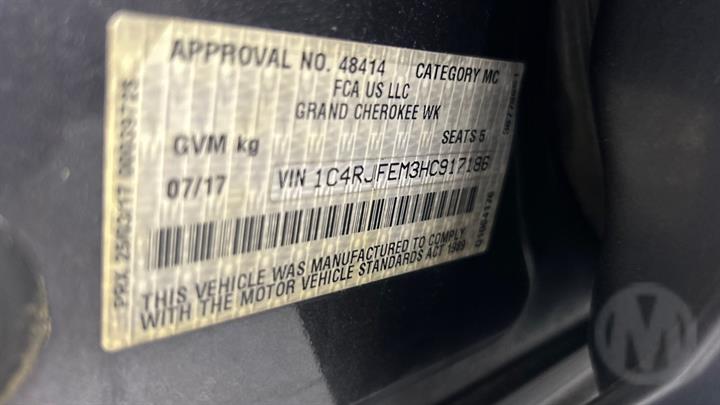 APPROVAL NO. 48414 CATEGORY MC
FCA US LLC
GRAND CHEROKEE WK
GVM kg SEATS 5
07/17 VIN 1C4RJFEM3HC917186
THIS VEHICLE WAS MANUFACTURED TO COMPLY
WITH THE MOTOR VEHICLE STANDARDS ACT 1989
M